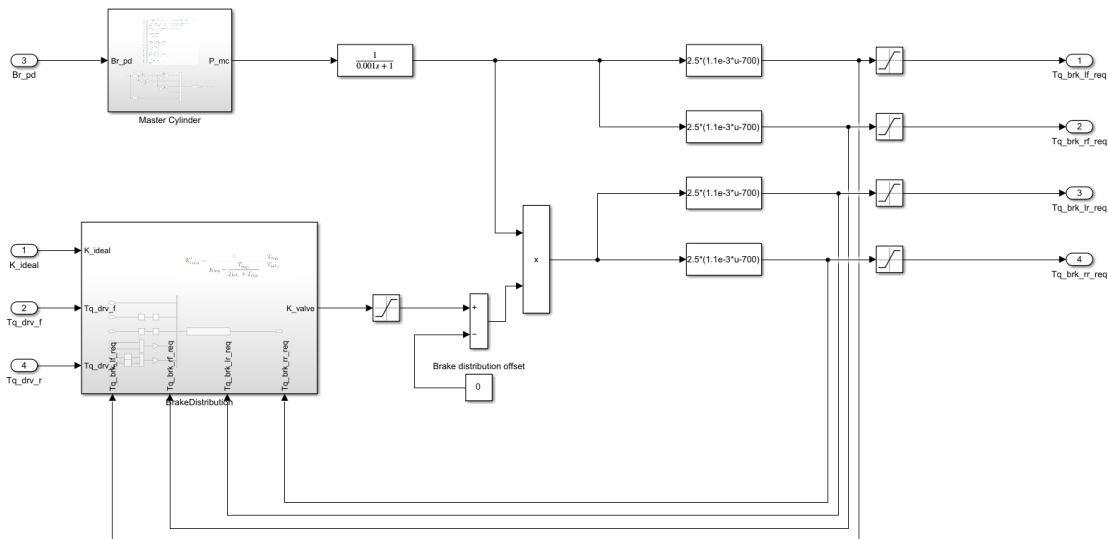 3
Br_pd
Br_pd
P_mc
Master Cylinder
1
0.001s + 1
2.5*(1.1e-3*u-700)
1
Tq_brk_lf_req
2.5*(1.1e-3*u-700)
2
Tq_brk_rf_req
2.5*(1.1e-3*u-700)
3
Tq_brk_lr_req
2.5*(1.1e-3*u-700)
4
Tq_brk_rr_req
x
1
K_ideal
K_ideal
2
Tq_drv_f
Tq_drv_f
4
Tq_drv_r
K_valve
Tq_brk_lf_req
Tq_brk_rf_req
Tq_brk_lr_req
Tq_brk_rr_req
BrakeDistribution
+
−
Brake distribution offset
0